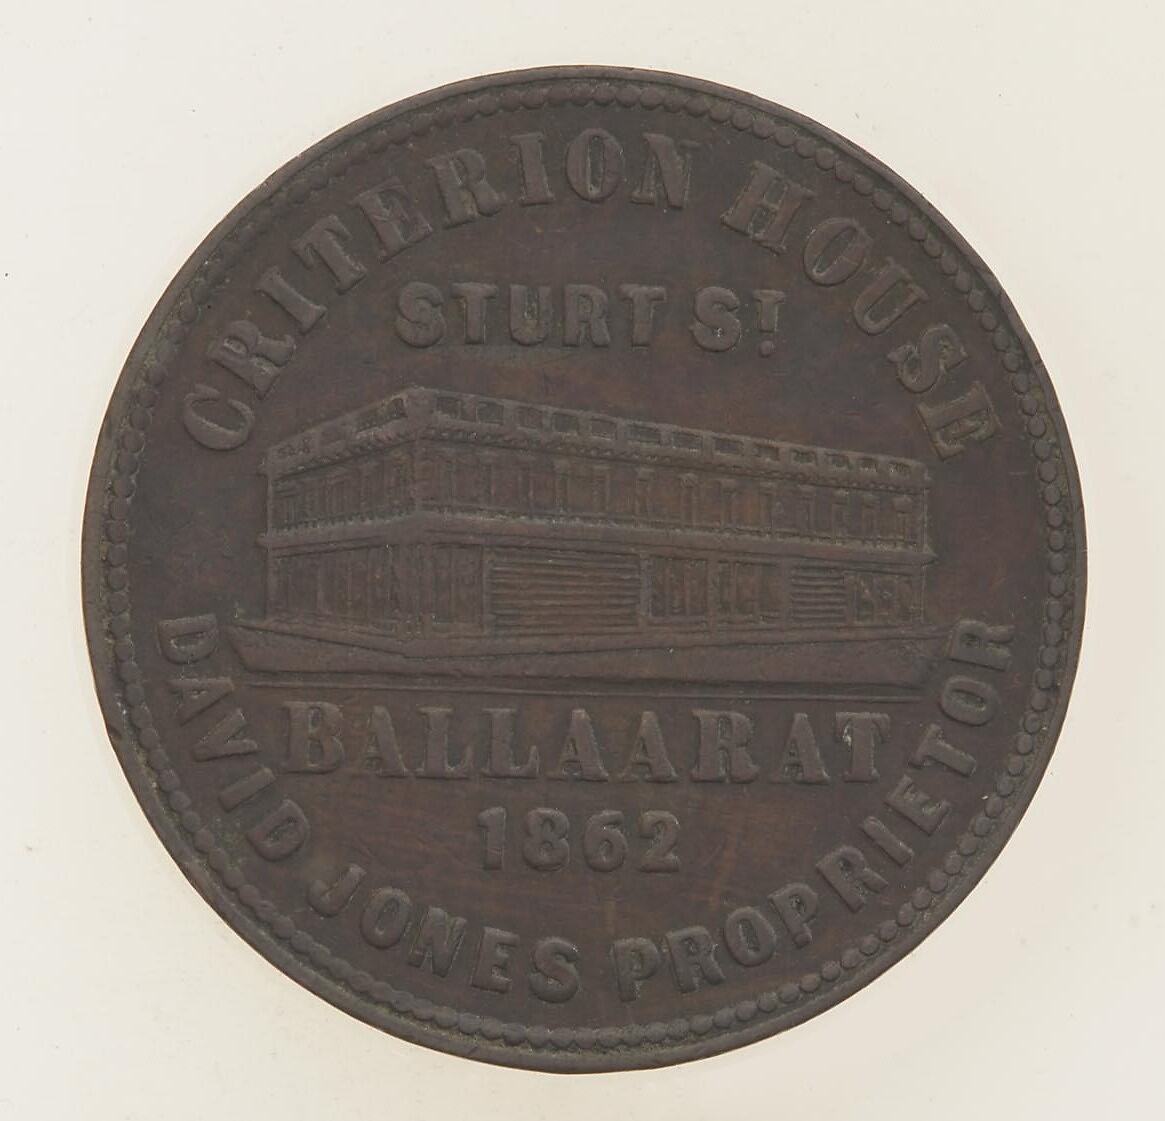 CRITERION HOUSE
STURT ST
BALLAARAT
1862
DAVID JONES PROPRIETOR